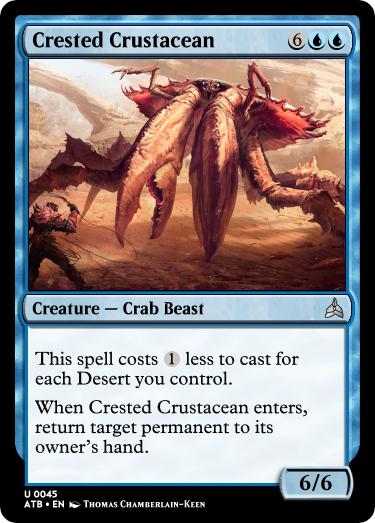 Crested Crustacean 6
Creature — Crab Beast
This spell costs 1 less to cast for
each Desert you control.
When Crested Crustacean enters,
return target permanent to its
owner's hand.
6/6
U 0045
ATB • EN Thomas Chamberlain-Keen